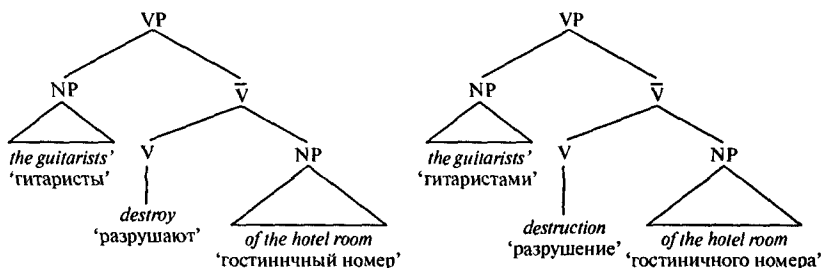 VP VP
NP V̄ NP V̄
the guitarists' V NP the guitarists' V NP
'гитаристы' 'гитаристами'
destroy destruction
'разрушают' of the hotel room 'разрушение' of the hotel room
'гостиннчный номер' 'гостиничного номера'